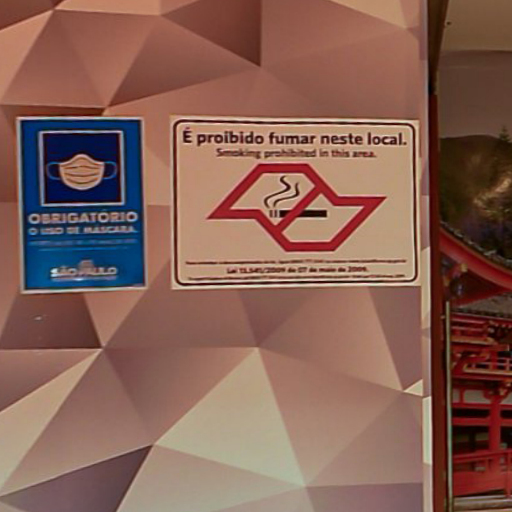 OBRIGATÓRIO
O USO DE MÁSCARA.
SÃO PAULO
É proibido fumar neste local.
Smoking prohibited in this area.
Lei 13.541/2009 de 07 de maio de 2009.